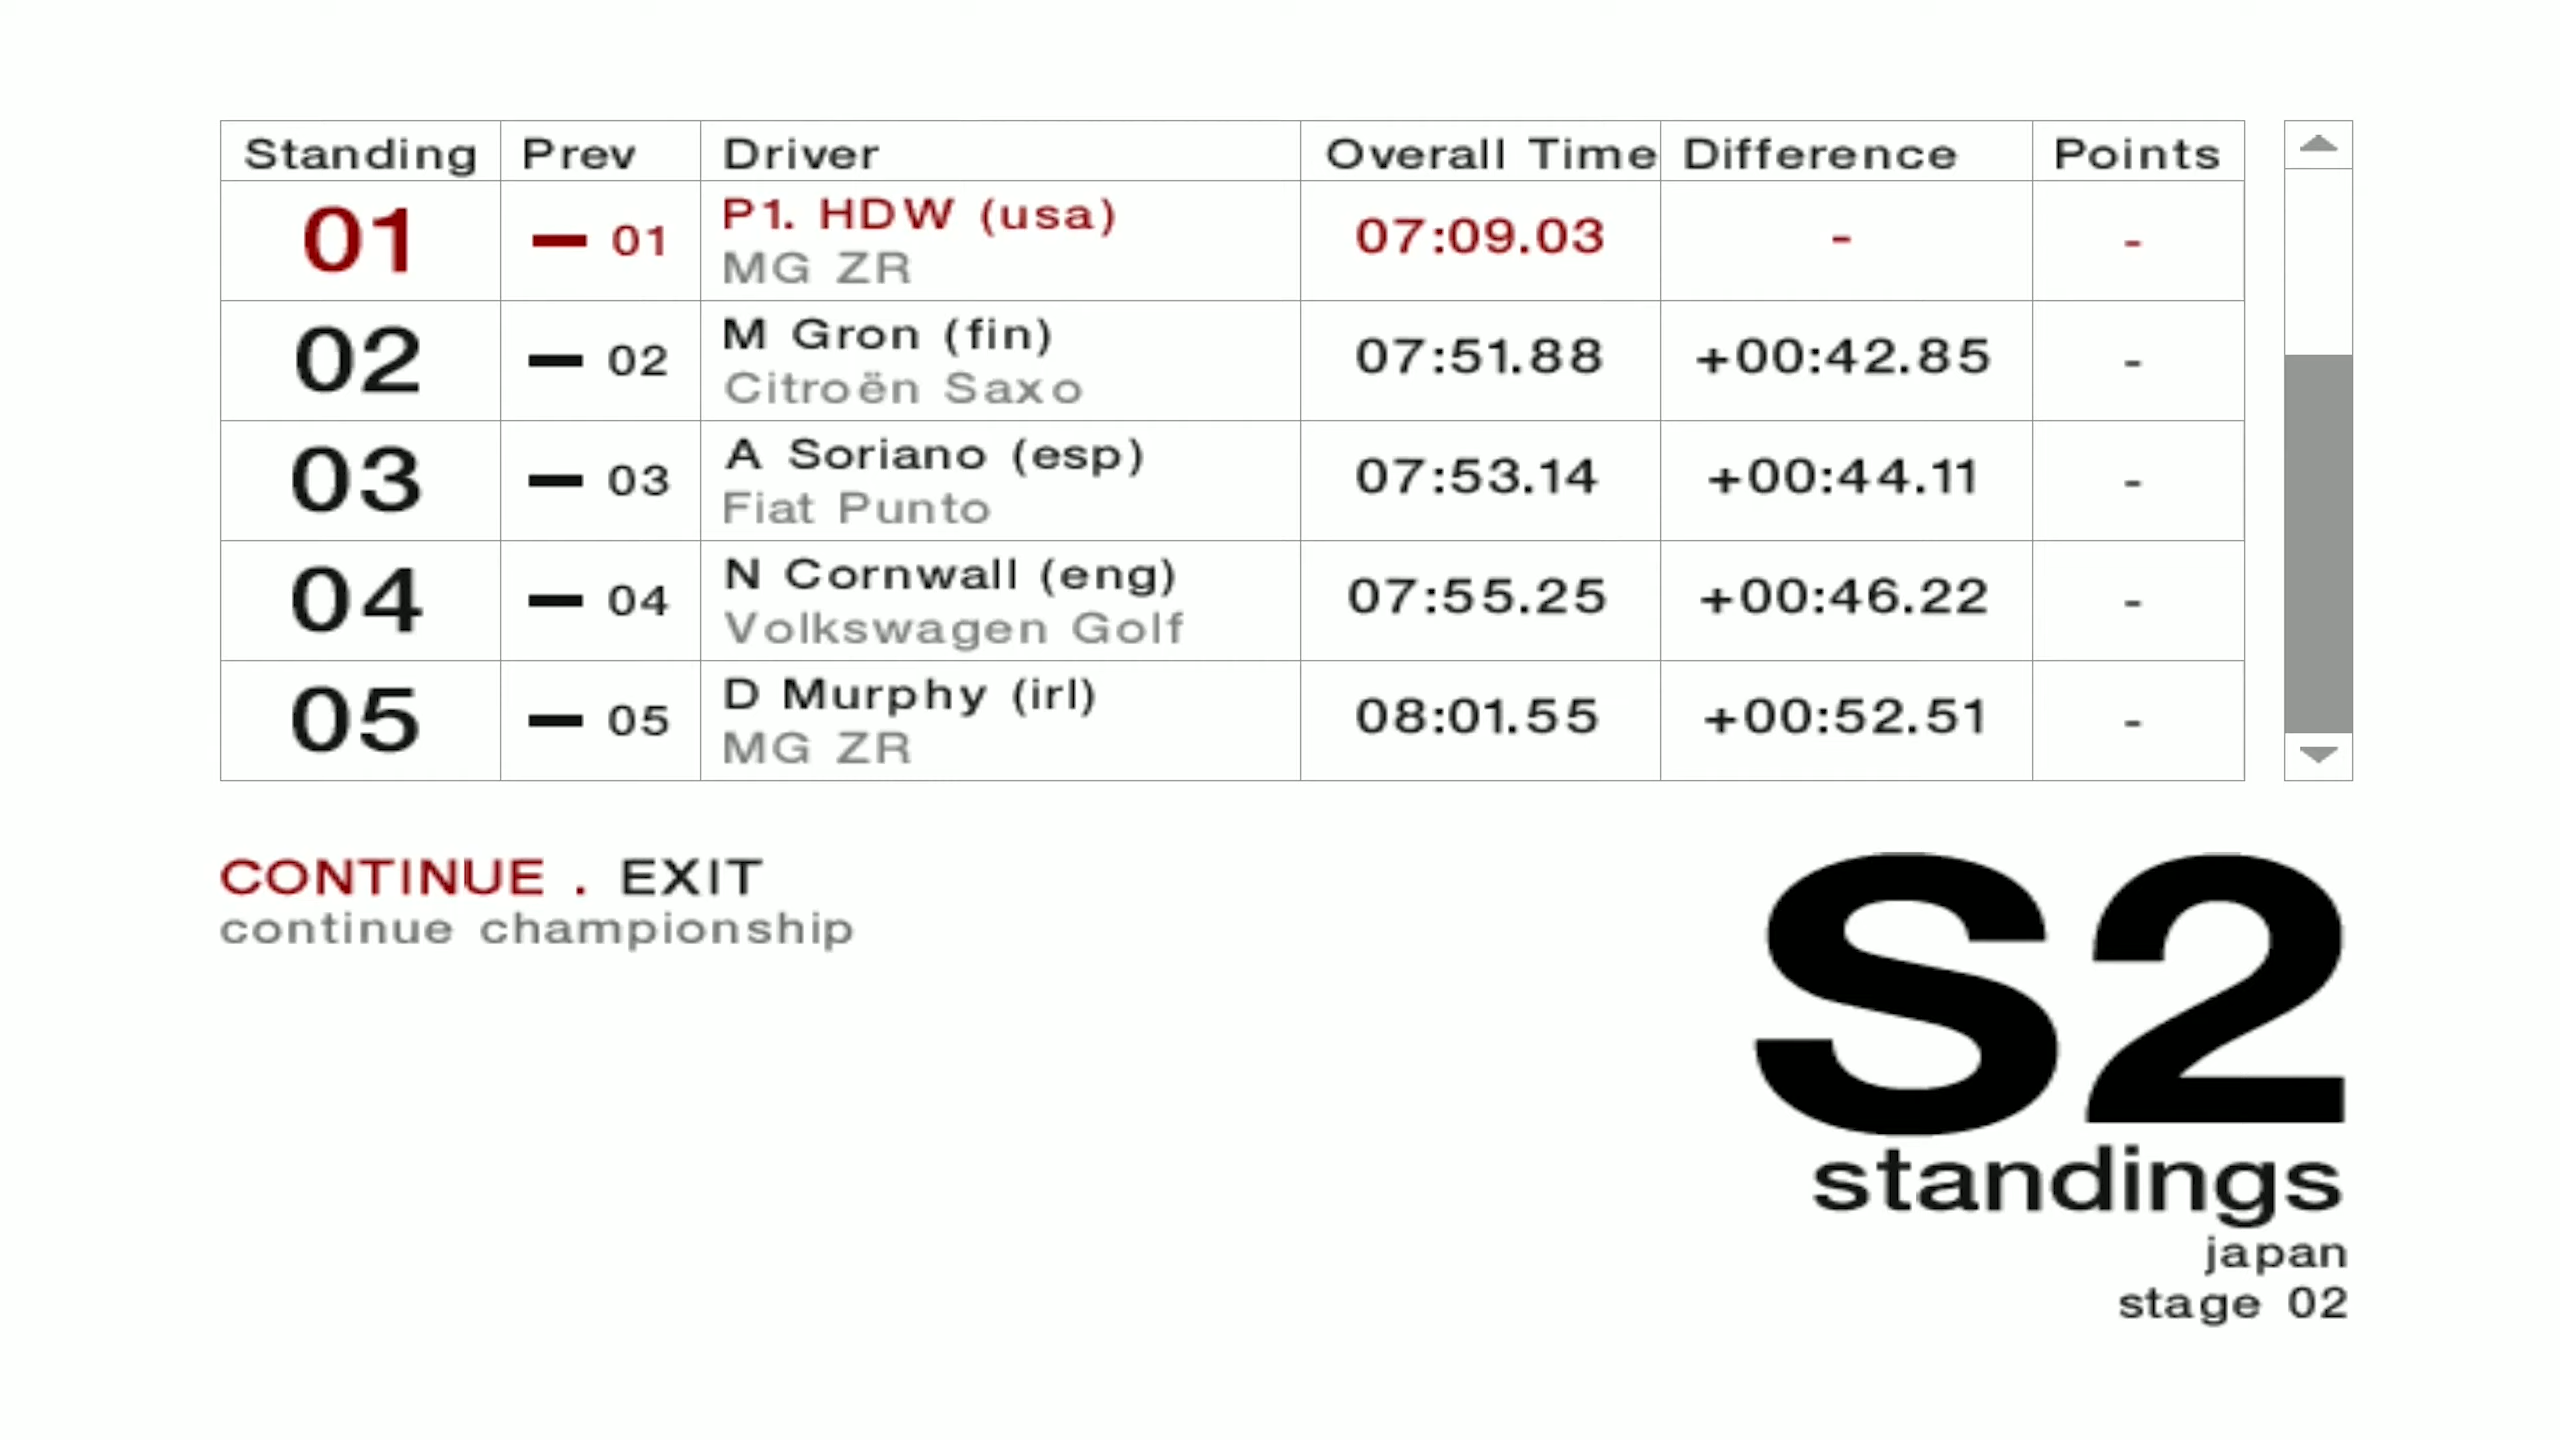 Standing Prev Driver Overall Time Difference Points
01 — 01 P1. HDW (usa) 07:09.03 - -
MG ZR
02 — 02 M Gron (fin) 07:51.88 +00:42.85 -
Citroën Saxo
03 — 03 A Soriano (esp) 07:53.14 +00:44.11 -
Fiat Punto
04 — 04 N Cornwall (eng) 07:55.25 +00:46.22 -
Volkswagen Golf
05 — 05 D Murphy (irl) 08:01.55 +00:52.51 -
MG ZR
CONTINUE . EXIT
continue championship
S2
standings
japan
stage 02